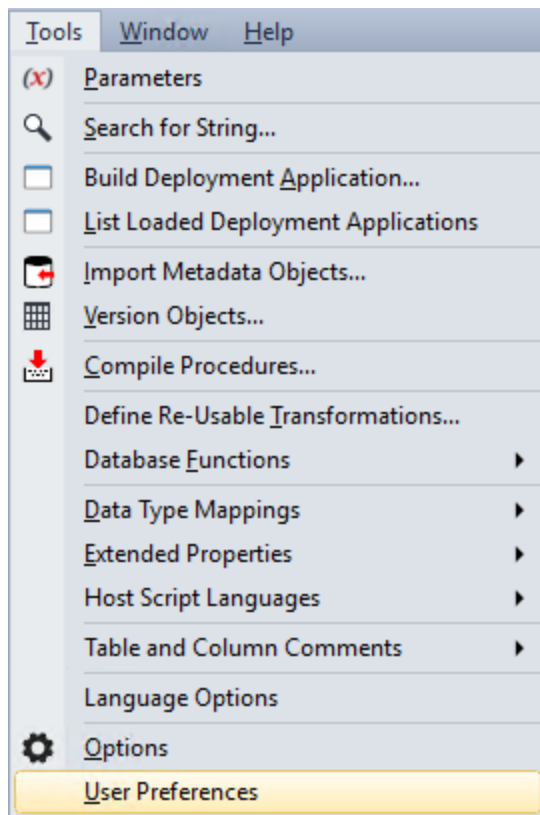 Tools Window Help
(x) Parameters
Search for String...
Build Deployment Application...
List Loaded Deployment Applications
Import Metadata Objects...
Version Objects...
Compile Procedures...
Define Re-Usable Transformations...
Database Functions
Data Type Mappings
Extended Properties
Host Script Languages
Table and Column Comments
Language Options
Options
User Preferences